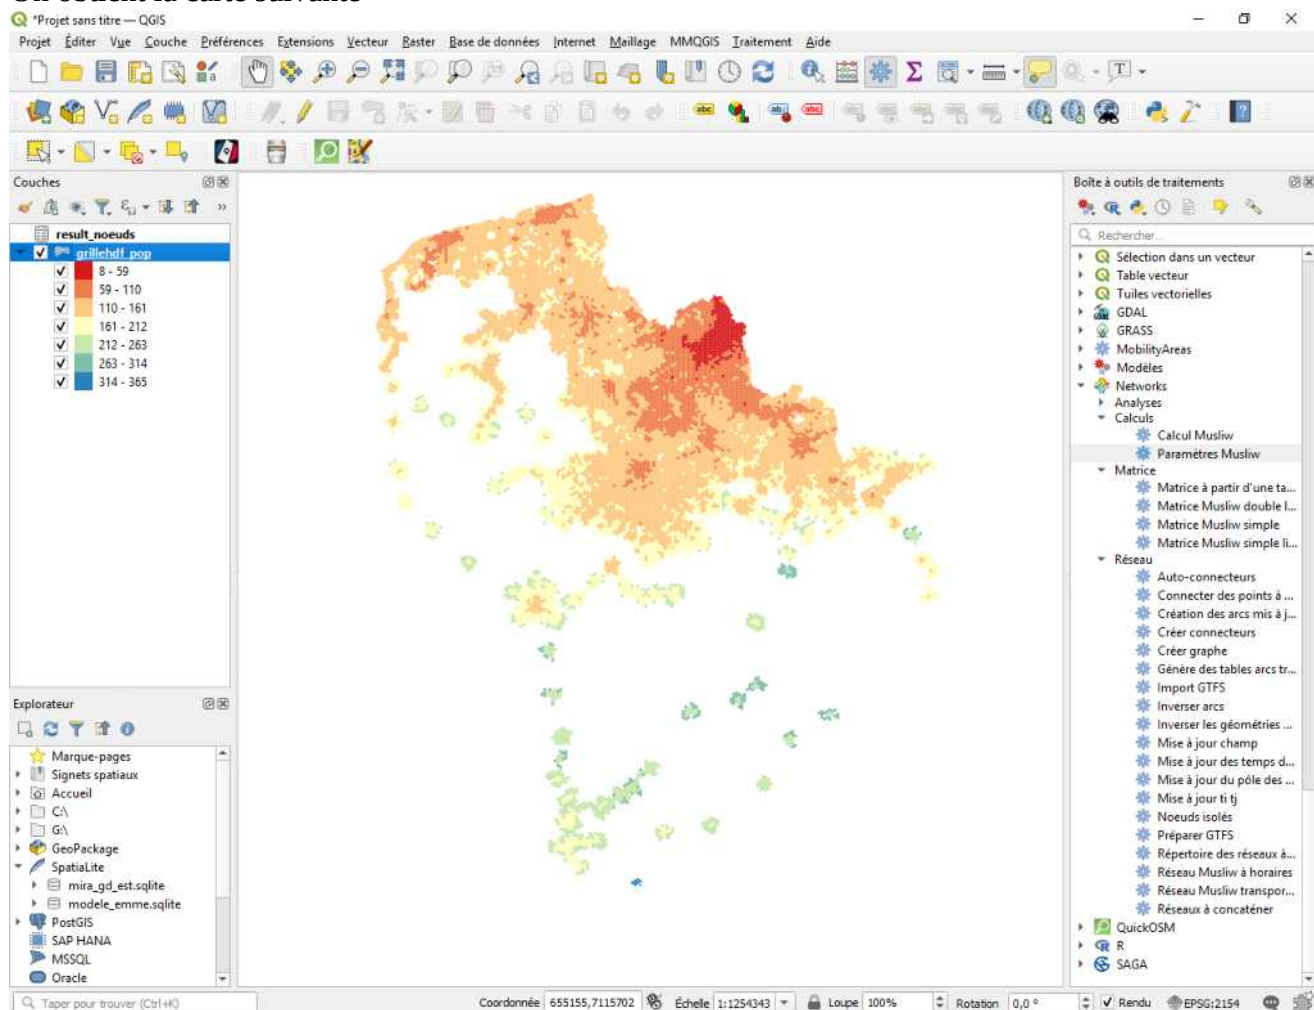 On obtient la carte suivante
*Projet sans titre — QGIS
Projet Éditer Vue Couche Préférences Extensions Vecteur Raster Base de données Internet Maillage MMQGIS Traitement Aide
Couches
result_noeuds
grillehdf_pop
8 - 59
59 - 110
110 - 161
161 - 212
212 - 263
263 - 314
314 - 365
Explorateur
Marque-pages
Signets spatiaux
Accueil
C:\
G:\
GeoPackage
SpatiaLite
mira_gd_est.sqlite
modele_emme.sqlite
PostGIS
SAP HANA
MSSQL
Oracle
Boîte à outils de traitements
Rechercher...
Sélection dans un vecteur
Table vecteur
Tuiles vectorielles
GDAL
GRASS
MobilityAreas
Modèles
Networks
Analyses
Calculs
Calcul Musliw
Paramètres Musliw
Matrice
Matrice à partir d'une ta...
Matrice Musliw double l...
Matrice Musliw simple
Matrice Musliw simple li...
Réseau
Auto-connecteurs
Connecter des points à ...
Création des arcs mis à j...
Créer connecteurs
Créer graphe
Génère des tables arcs tr...
Import GTFS
Inverser arcs
Inverser les géométries ...
Mise à jour champ
Mise à jour des temps d...
Mise à jour du pôle des ...
Mise à jour ti tj
Noeuds isolés
Préparer GTFS
Répertoire des réseaux à...
Réseau Musliw à horaires
Réseau Musliw transpor...
Réseaux à concaténer
QuickOSM
R
SAGA
Taper pour trouver (Ctrl+K)
Coordonnée 655155,7115702 Échelle 1:1254343 Loupe 100% Rotation 0,0 ° Rendu EPSG:2154